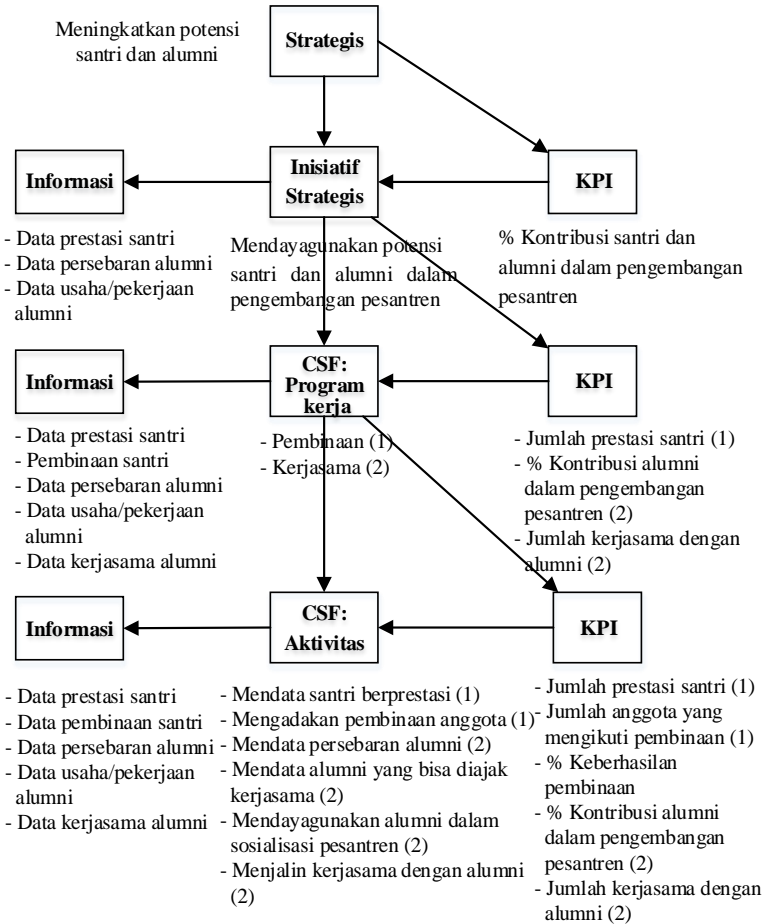 Meningkatkan potensi
santri dan alumni
Strategis
Informasi
Inisiatif
Strategis
KPI
- Data prestasi santri
- Data persebaran alumni
- Data usaha/pekerjaan
alumni
Mendayagunakan potensi
santri dan alumni dalam
pengembangan pesantren
% Kontribusi santri dan
alumni dalam pengembangan
pesantren
Informasi
CSF:
Program
kerja
KPI
- Data prestasi santri
- Pembinaan santri
- Data persebaran alumni
- Data usaha/pekerjaan
alumni
- Data kerjasama alumni
- Pembinaan (1)
- Kerjasama (2)
- Jumlah prestasi santri (1)
- % Kontribusi alumni
dalam pengembangan
pesantren (2)
- Jumlah kerjasama dengan
alumni (2)
Informasi
CSF:
Aktivitas
KPI
- Data prestasi santri
- Data pembinaan santri
- Data persebaran alumni
- Data usaha/pekerjaan
alumni
- Data kerjasama alumni
- Mendata santri berprestasi (1)
- Mengadakan pembinaan anggota (1)
- Mendata persebaran alumni (2)
- Mendata alumni yang bisa diajak
kerjasama (2)
- Mendayagunakan alumni dalam
sosialisasi pesantren (2)
- Menjalin kerjasama dengan alumni
(2)
- Jumlah prestasi santri (1)
- Jumlah anggota yang
mengikuti pembinaan (1)
- % Keberhasilan
pembinaan
- % Kontribusi alumni
dalam pengembangan
pesantren (2)
- Jumlah kerjasama dengan
alumni (2)